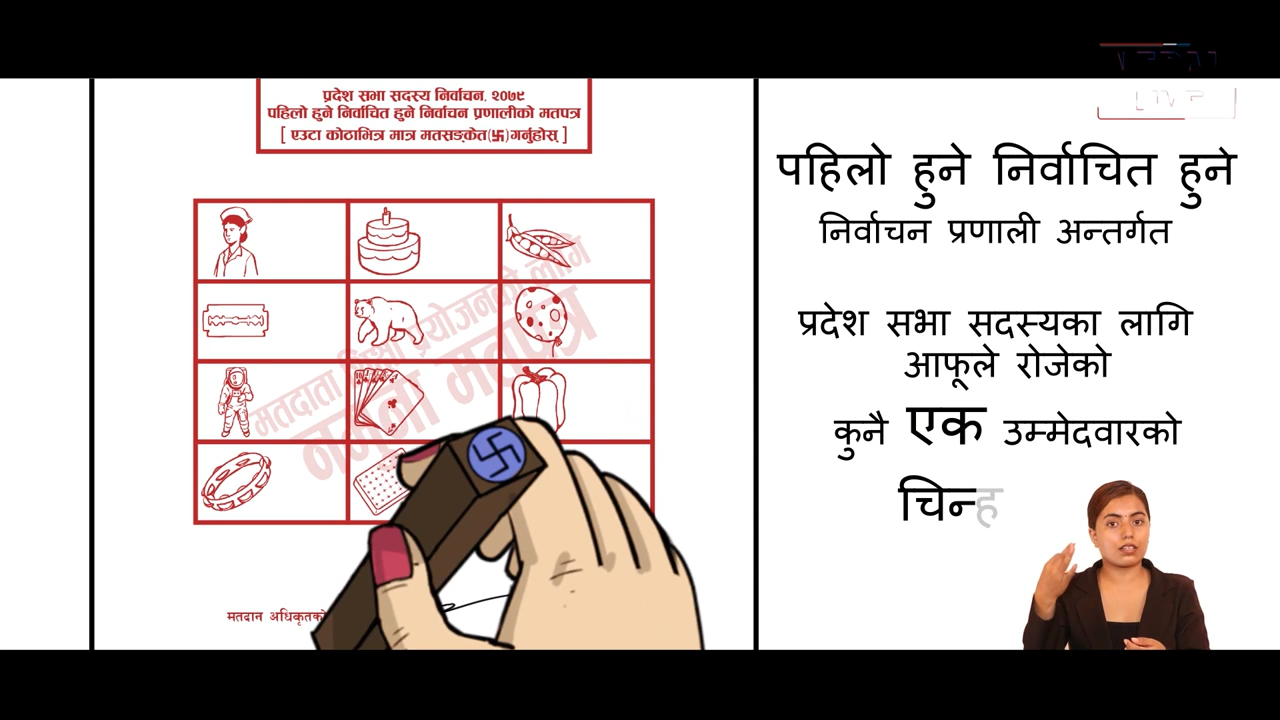 प्रदेश सभा सदस्य निर्वाचन, २०७९
पहिलो हुने निर्वाचित हुने निर्वाचन प्रणालीको मतपत्र
[ एउटा कोठाभित्र मात्र मतसङ्केत(卐)गर्नुहोस् ]
मतदाता शिक्षा प्रयोजनको लागि
नमूना मतपत्र
मतदान अधिकृतको
पहिलो हुने निर्वाचित हुने
निर्वाचन प्रणाली अन्तर्गत
प्रदेश सभा सदस्यका लागि
आफूले रोजेको
कुनै एक उम्मेदवारको
चिन्ह